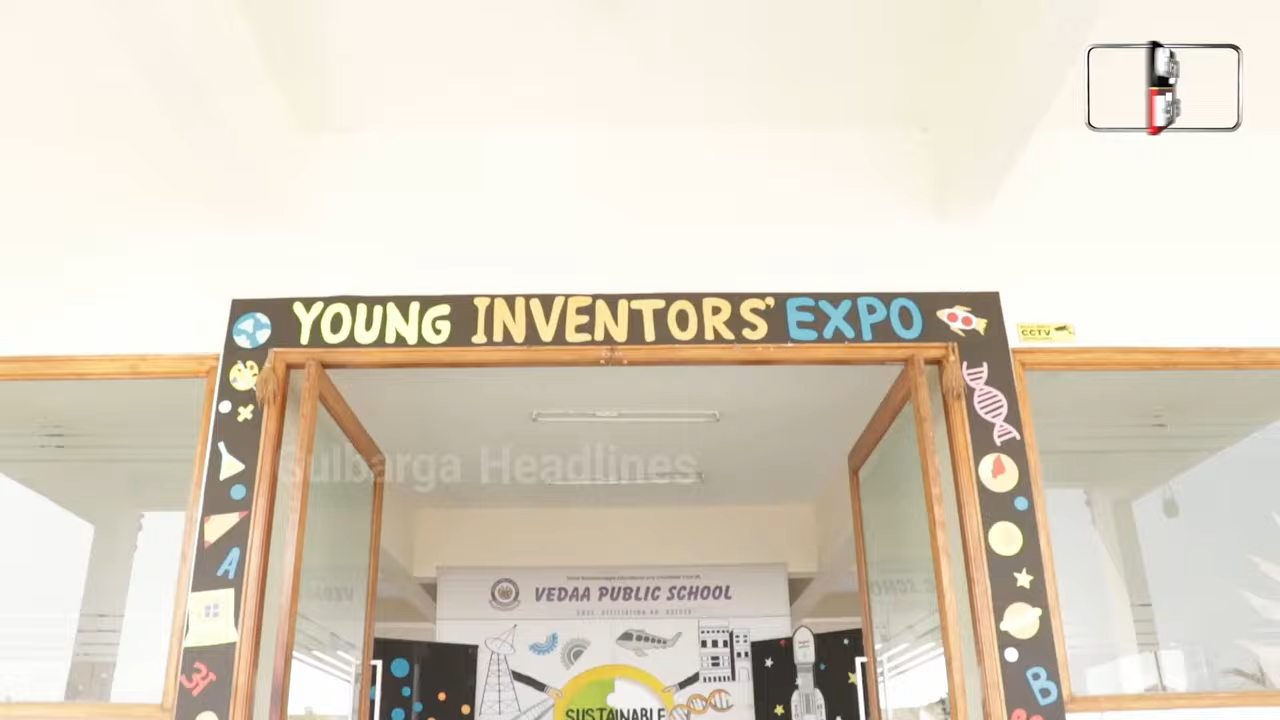 YOUNG INVENTORS' EXPO
CCTV
Gulbarga Headlines
A
VEDAA PUBLIC SCHOOL
अ
B
SUSTAINABLE